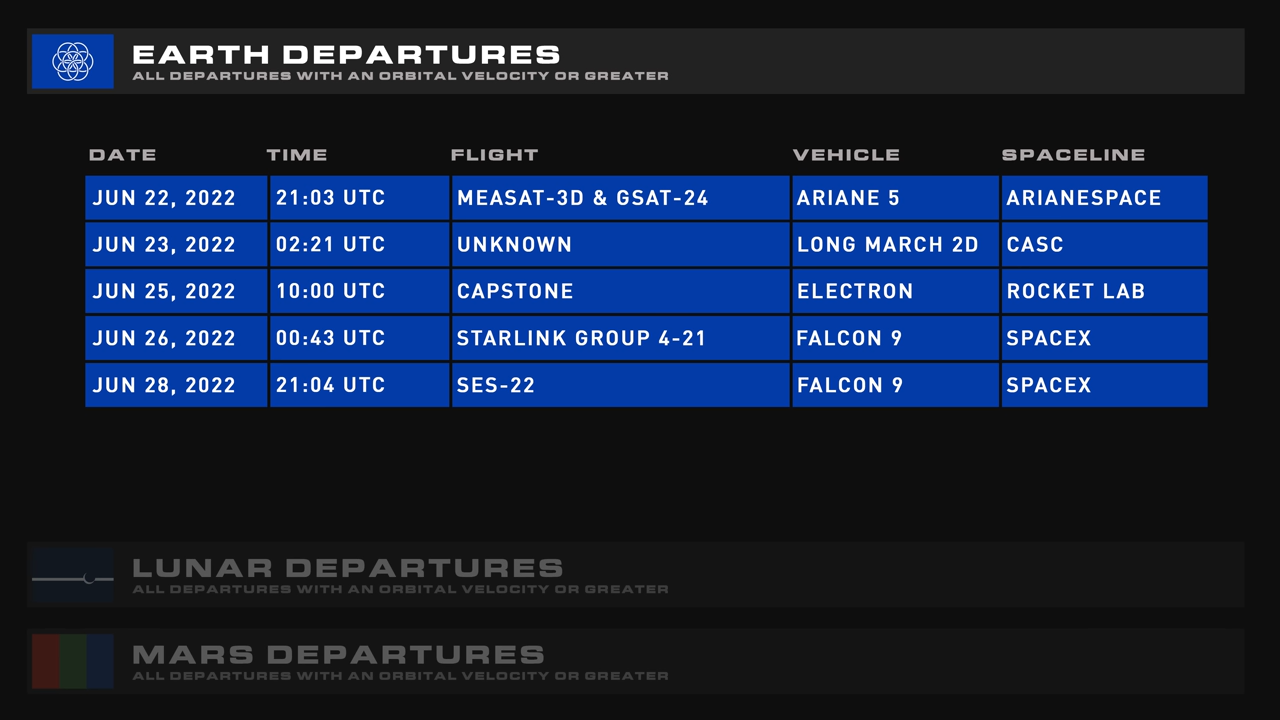 EARTH DEPARTURES
ALL DEPARTURES WITH AN ORBITAL VELOCITY OR GREATER
DATE TIME FLIGHT VEHICLE SPACELINE
JUN 22, 2022 21:03 UTC MEASAT-3D & GSAT-24 ARIANE 5 ARIANESPACE
JUN 23, 2022 02:21 UTC UNKNOWN LONG MARCH 2D CASC
JUN 25, 2022 10:00 UTC CAPSTONE ELECTRON ROCKET LAB
JUN 26, 2022 00:43 UTC STARLINK GROUP 4-21 FALCON 9 SPACEX
JUN 28, 2022 21:04 UTC SES-22 FALCON 9 SPACEX
LUNAR DEPARTURES
ALL DEPARTURES WITH AN ORBITAL VELOCITY OR GREATER
MARS DEPARTURES
ALL DEPARTURES WITH AN ORBITAL VELOCITY OR GREATER